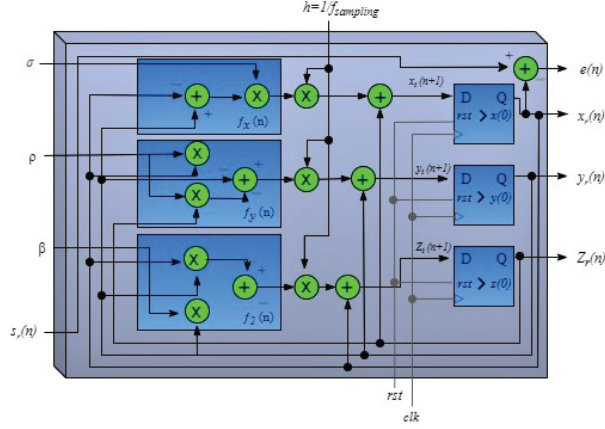 h=1/f_sampling
σ
ρ
β
s_r(n)
+
−
e(n)
x_r(n)
y_r(n)
Z_r(n)
−
+
X
X
+
+
f_x (n)
x_t (n+1)
D Q
rst > x(0)
X
X
−
+
X
+
f_y (n)
y_t (n+1)
D Q
rst > y(0)
X
X
+
+
−
X
+
f_2 (n)
Z_t (n+1)
D Q
rst > z(0)
rst
clk